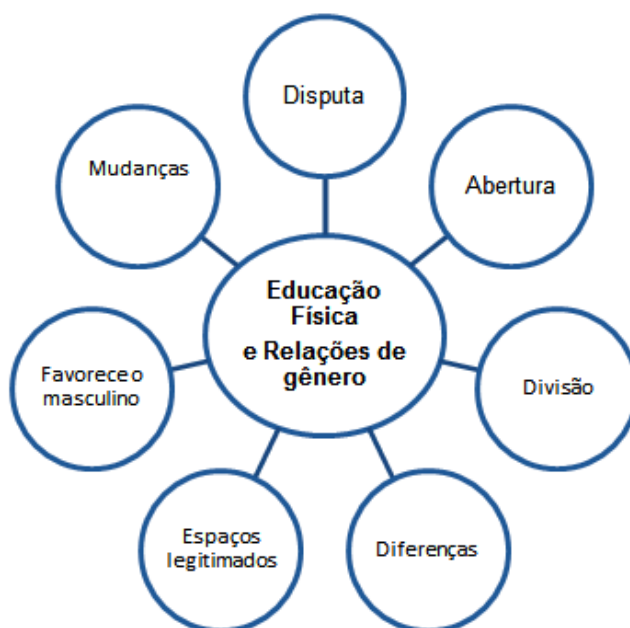 Disputa
Mudanças
Abertura
Educação
Física
e Relações de
gênero
Favorece o
masculino
Divisão
Espaços
legitimados
Diferenças